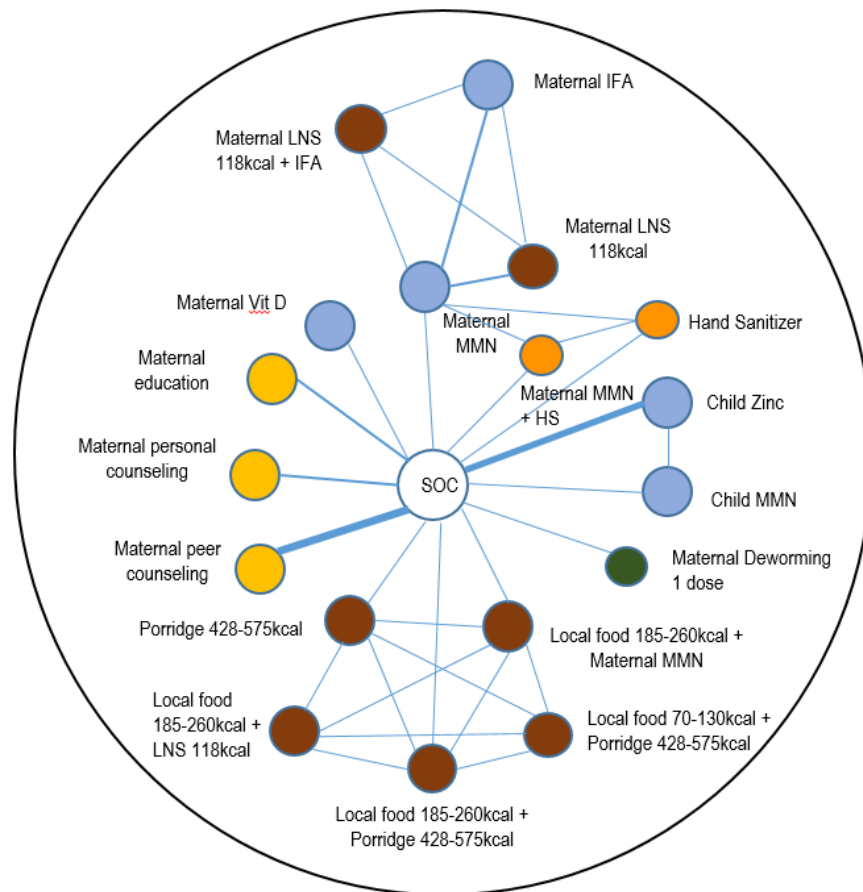 Maternal IFA
Maternal LNS
118kcal + IFA
Maternal LNS
118kcal
Maternal Vit D
Maternal
MMN
Hand Sanitizer
Maternal
education
Maternal MMN
+ HS
Child Zinc
Maternal personal
counseling
SOC
Child MMN
Maternal peer
counseling
Maternal Deworming
1 dose
Porridge 428-575kcal
Local food 185-260kcal +
Maternal MMN
Local food
185-260kcal +
LNS 118kcal
Local food 70-130kcal +
Porridge 428-575kcal
Local food 185-260kcal +
Porridge 428-575kcal